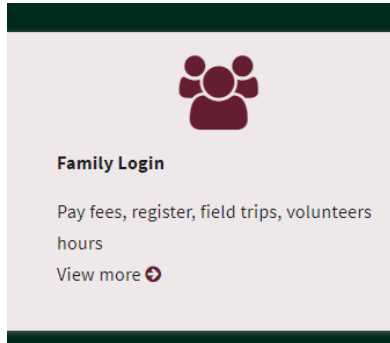 Family Login
Pay fees, register, field trips, volunteers
hours
View more